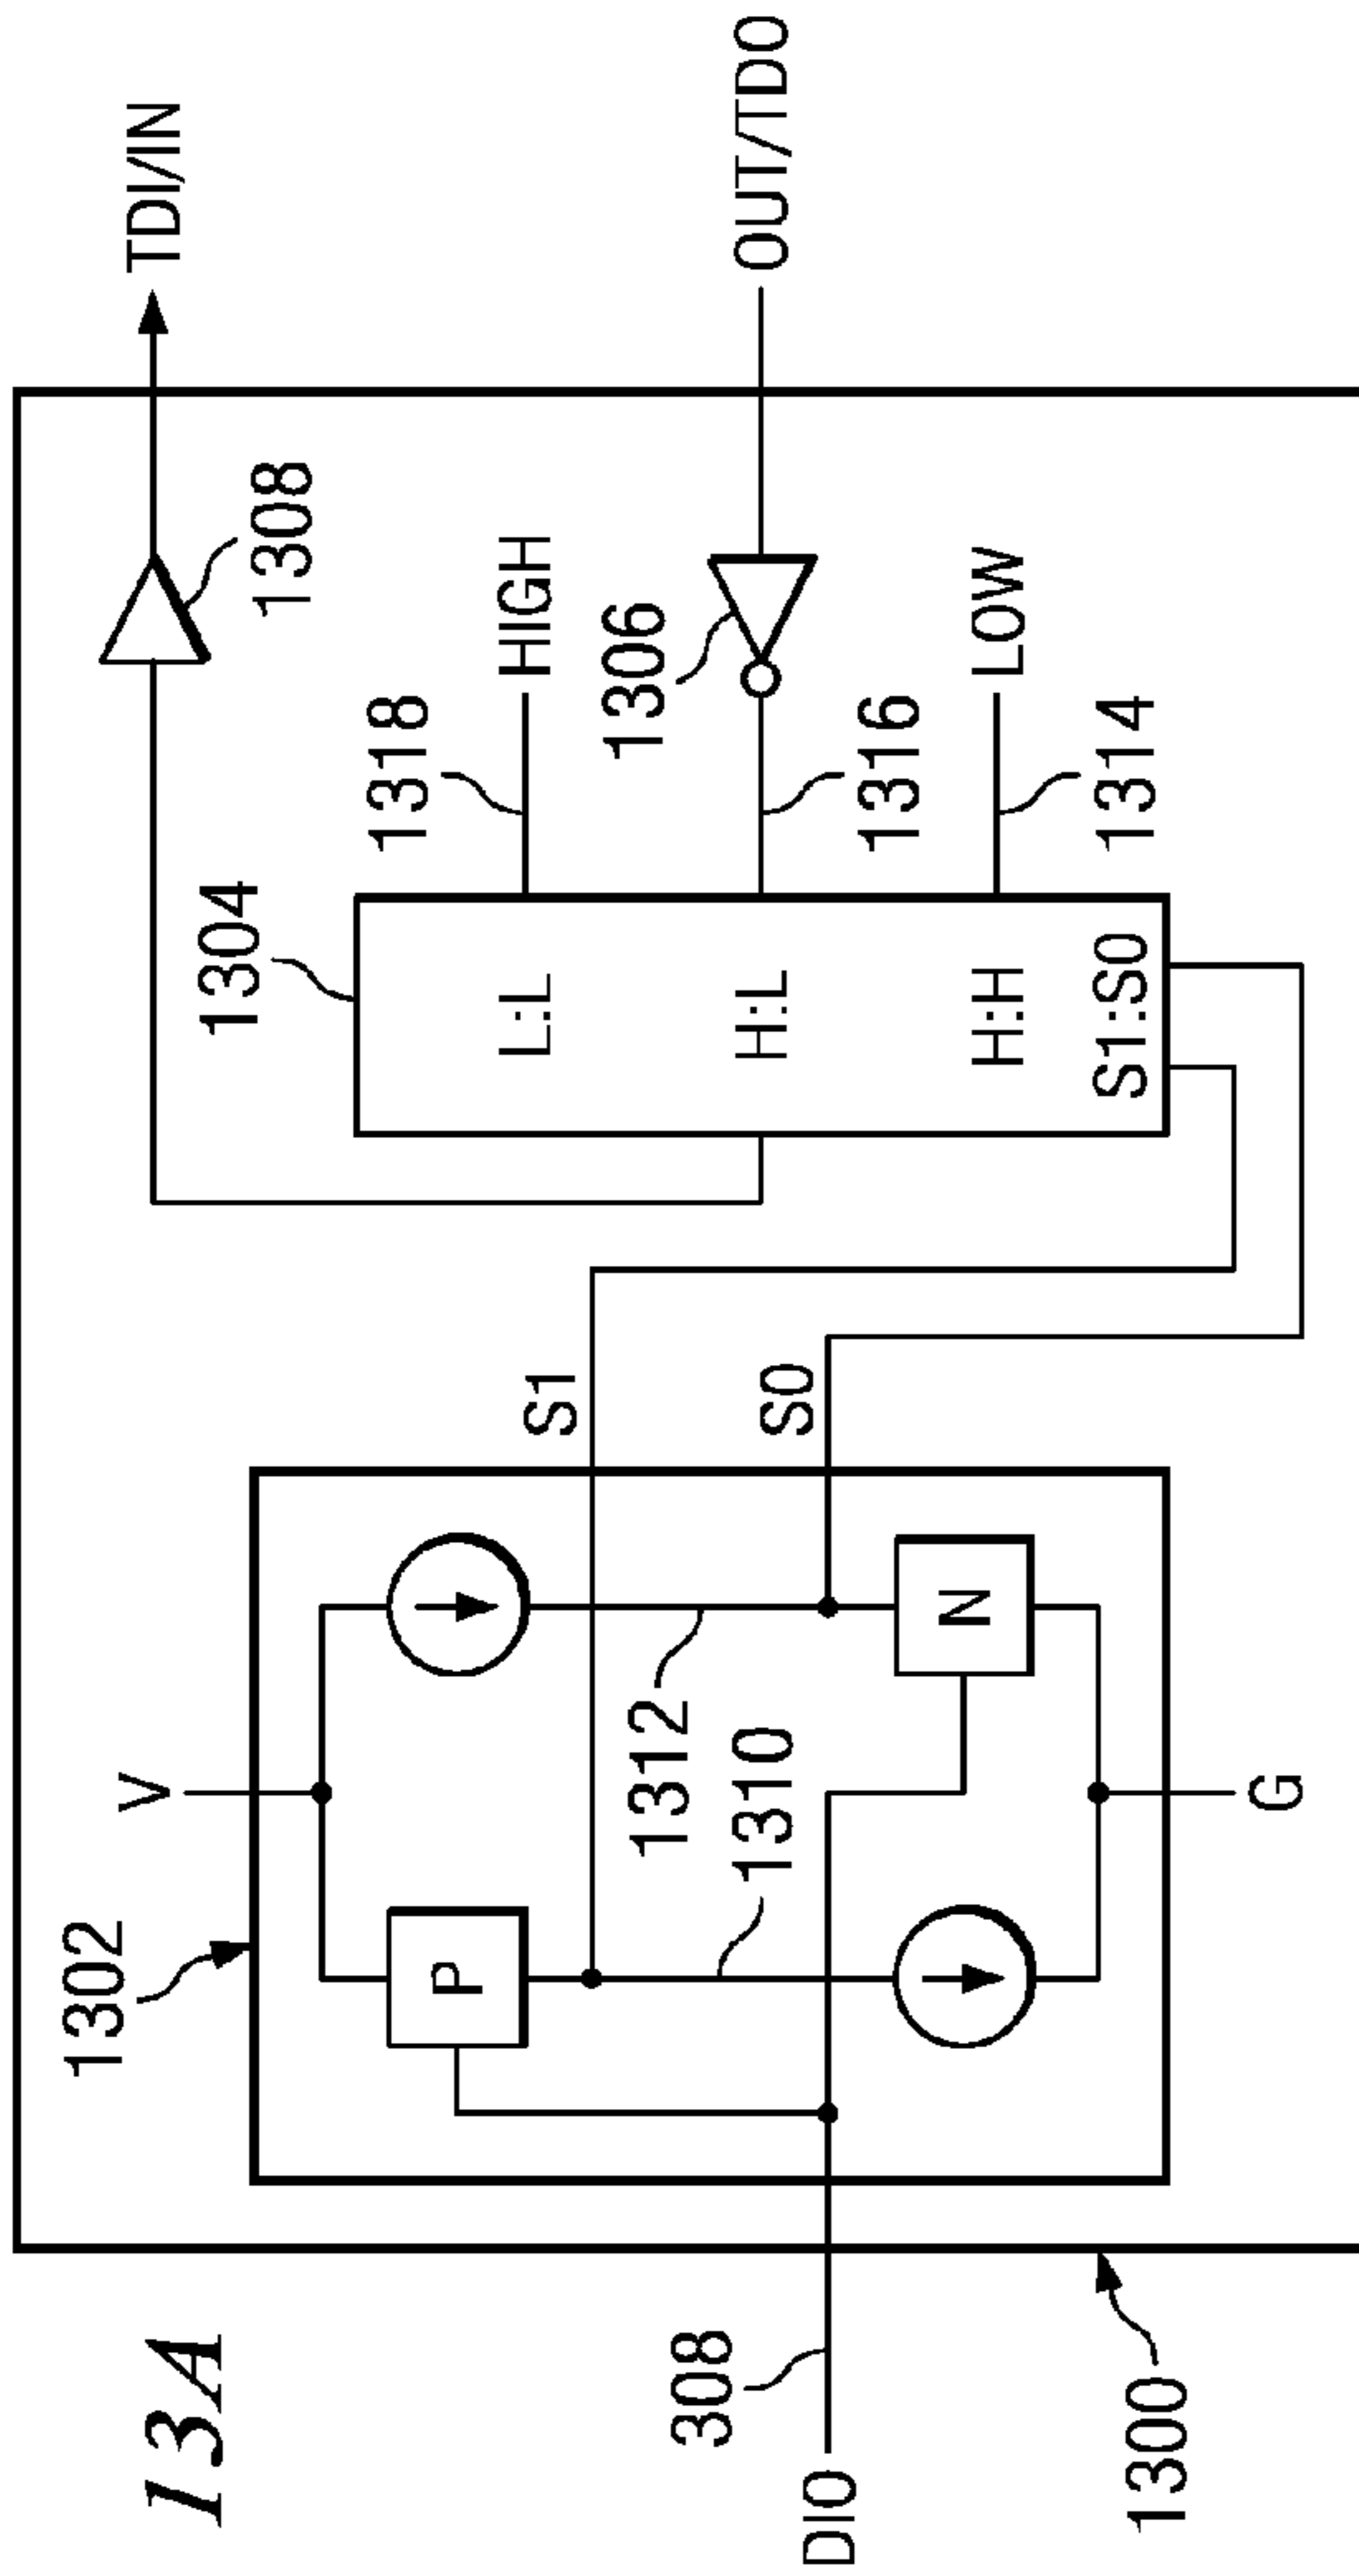 13A
1302
V
1304
1308
TDI/IN
P
S1
L:L
1318
HIGH
1312
1310
308
DIO
S0
H:L
1306
1316
OUT/TDO
N
H:H
LOW
1314
S1:S0
G
1300